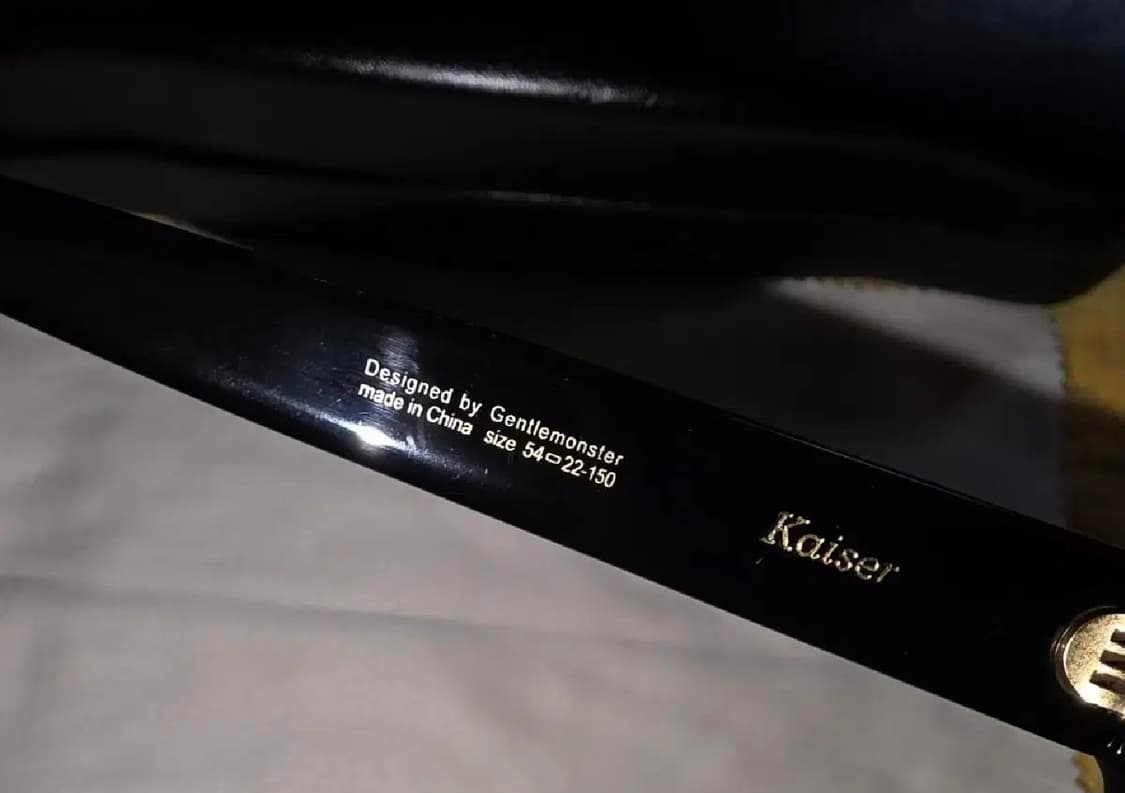 Designed by Gentlemonster
made in China size 54▭22-150
Kaiser